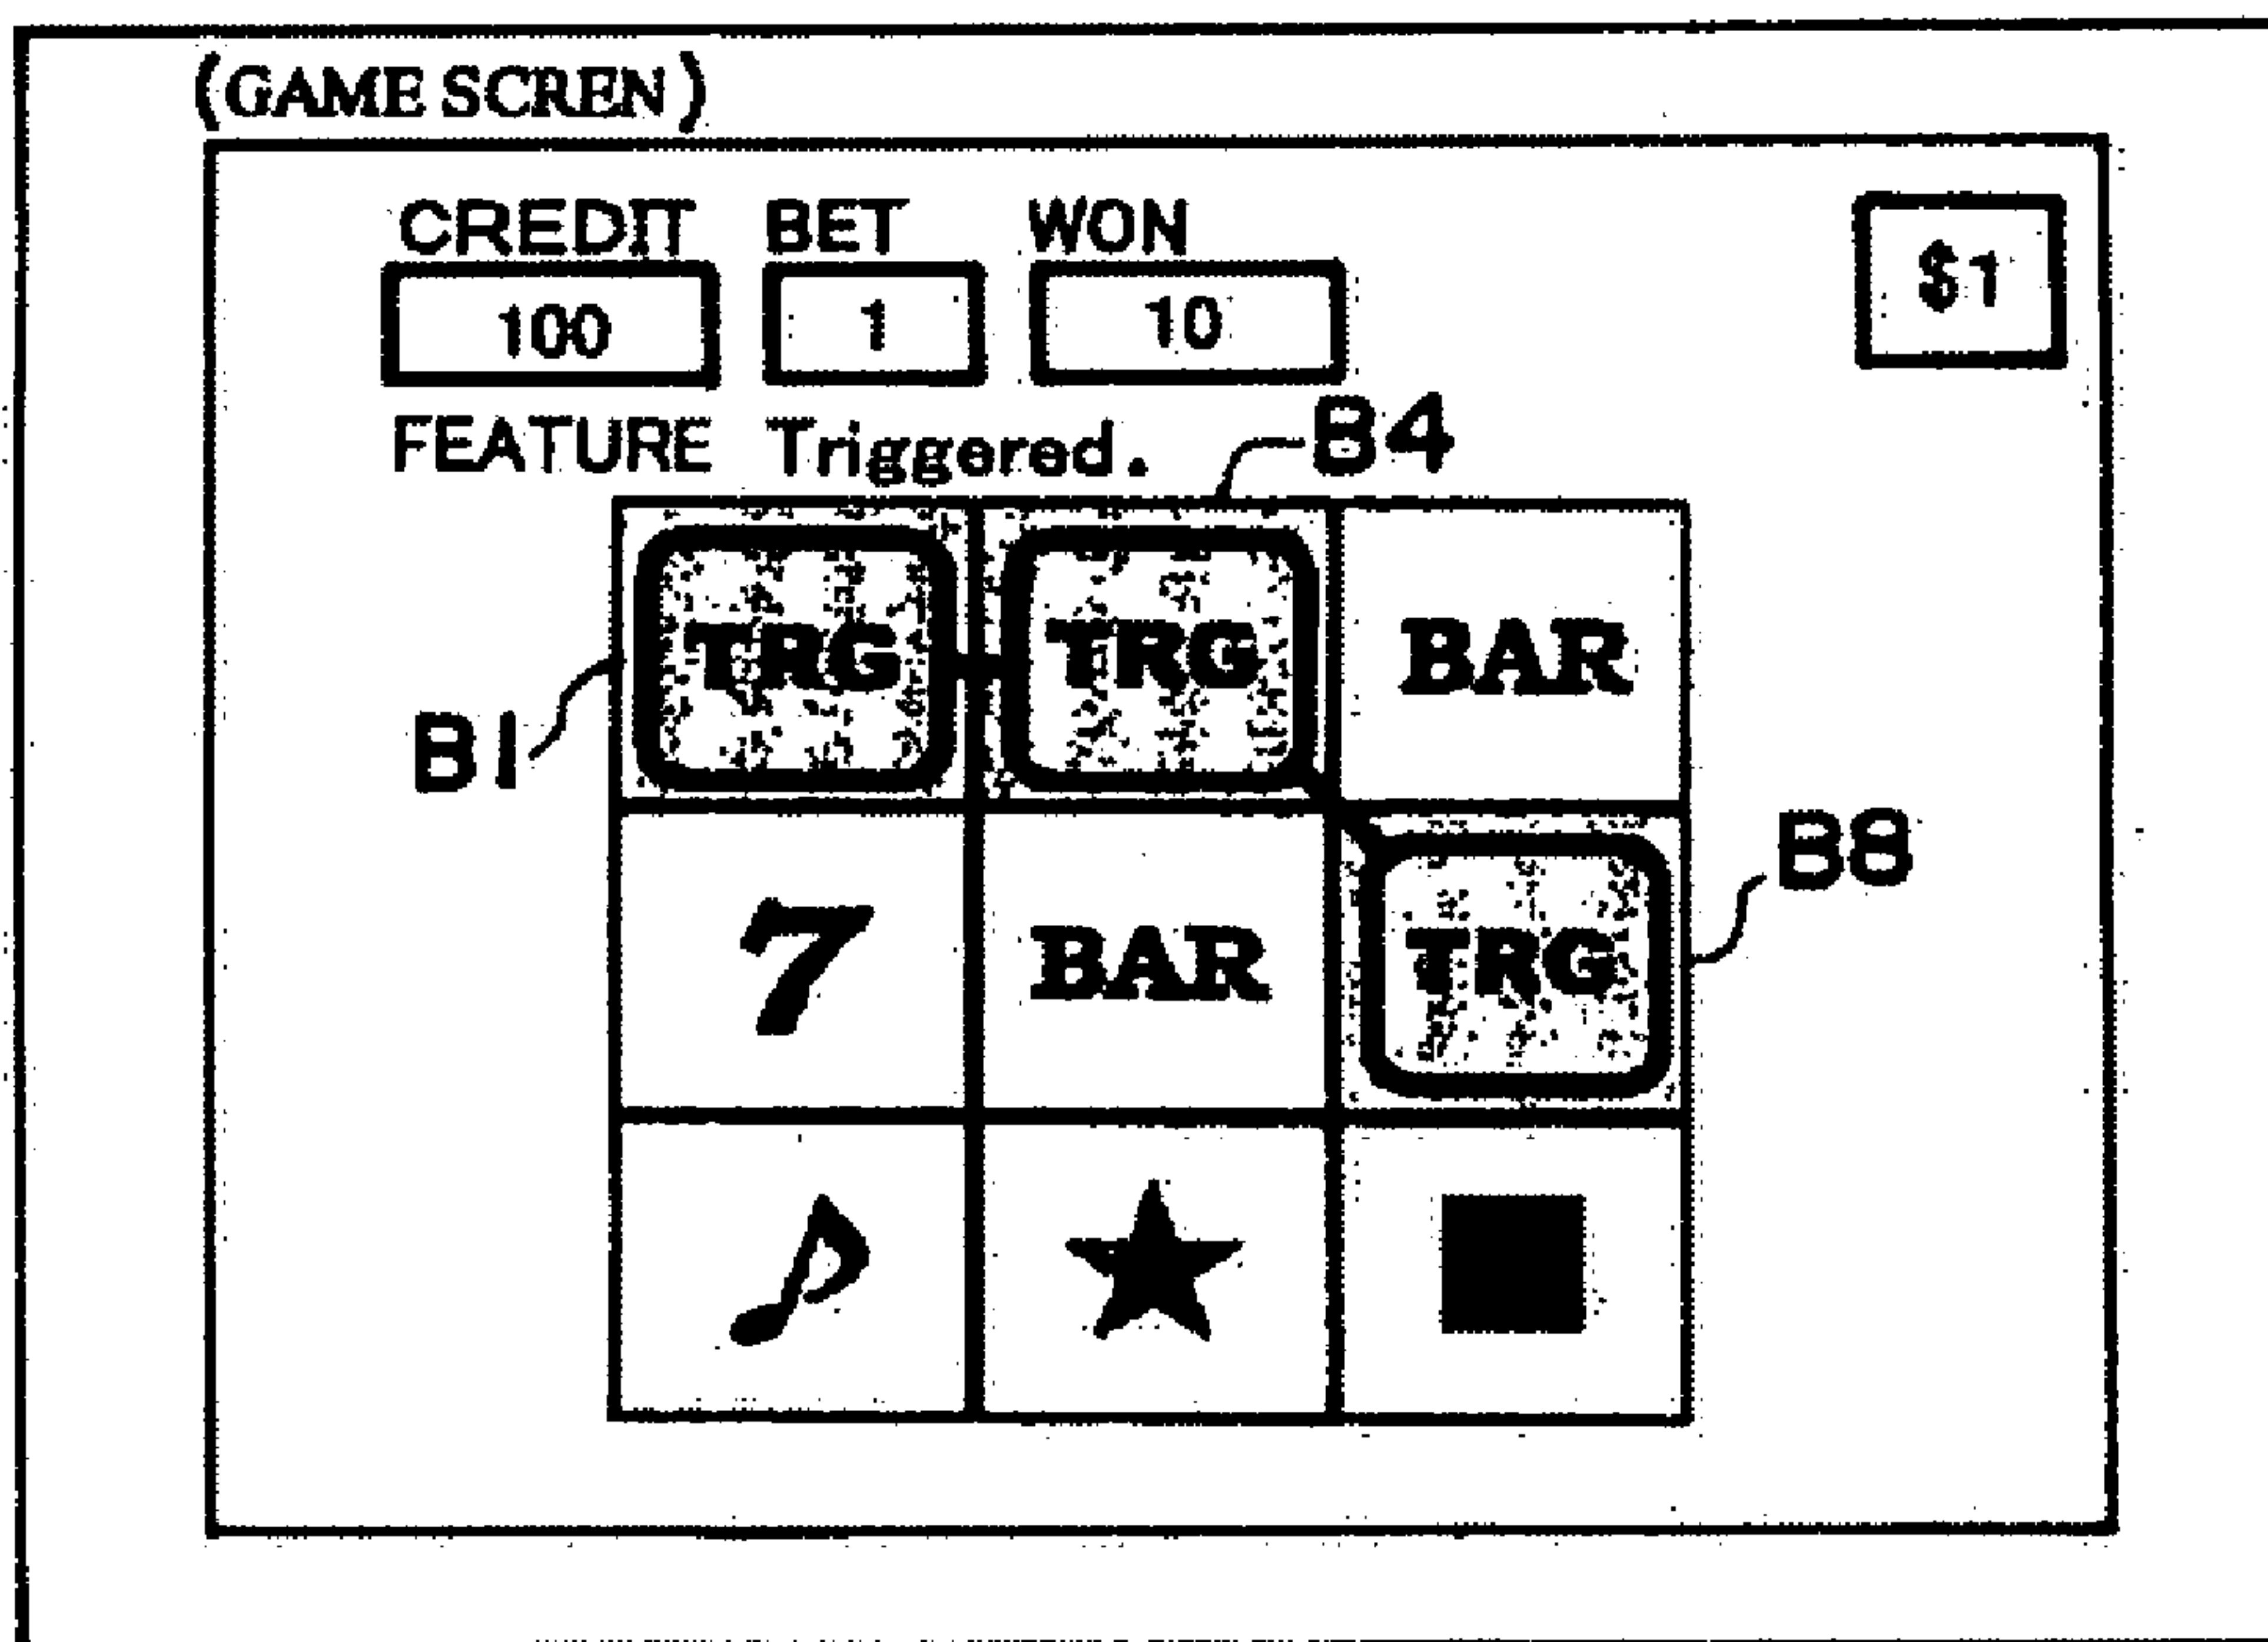 (GAME SCREN)
CREDIT BET WON
$1
100 1 10
FEATURE Triggered.
B4
TRG TRG BAR
B1
B8
7 BAR TRG